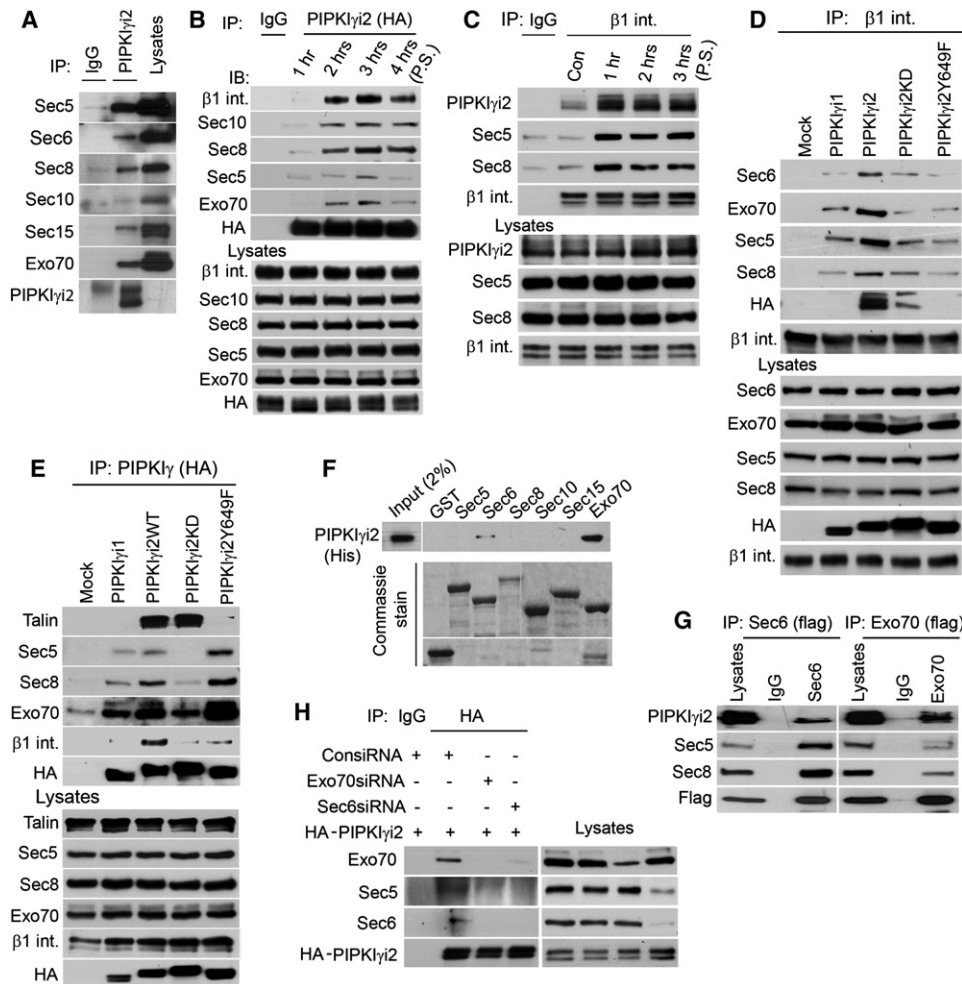 A
IP:
IgG
PIPKIγi2
Lysates
Sec5
Sec6
Sec8
Sec10
Sec15
Exo70
PIPKIγi2
B
IP: IgG PIPKIγi2 (HA)
IB:
1 hr
2 hrs
3 hrs
4 hrs
(P.S.)
β1 int.
Sec10
Sec8
Sec5
Exo70
HA
Lysates
β1 int.
Sec10
Sec8
Sec5
Exo70
HA
C
IP: IgG β1 int.
Con
1 hr
2 hrs
3 hrs
(P.S.)
PIPKIγi2
Sec5
Sec8
β1 int.
Lysates
PIPKIγi2
Sec5
Sec8
β1 int.
D
IP: β1 int.
Mock
PIPKIγi1
PIPKIγi2
PIPKIγi2KD
PIPKIγi2Y649F
Sec6
Exo70
Sec5
Sec8
HA
β1 int.
Lysates
Sec6
Exo70
Sec5
Sec8
HA
β1 int.
E
IP: PIPKIγ (HA)
Mock
PIPKIγi1
PIPKIγi2WT
PIPKIγi2KD
PIPKIγi2Y649F
Talin
Sec5
Sec8
Exo70
β1 int.
HA
Lysates
Talin
Sec5
Sec8
Exo70
β1 int.
HA
F
Input (2%)
GST
Sec5
Sec6
Sec8
Sec10
Sec15
Exo70
PIPKIγi2
(His)
Commassie
stain
G
IP: Sec6 (flag) IP: Exo70 (flag)
Lysates
IgG
Sec6
Lysates
IgG
Exo70
PIPKIγi2
Sec5
Sec8
Flag
H
IP: IgG HA
ConsiRNA + + - -
Exo70siRNA - - + -
Sec6siRNA - - - +
HA-PIPKIγi2 + + + + Lysates
Exo70
Sec5
Sec6
HA-PIPKIγi2